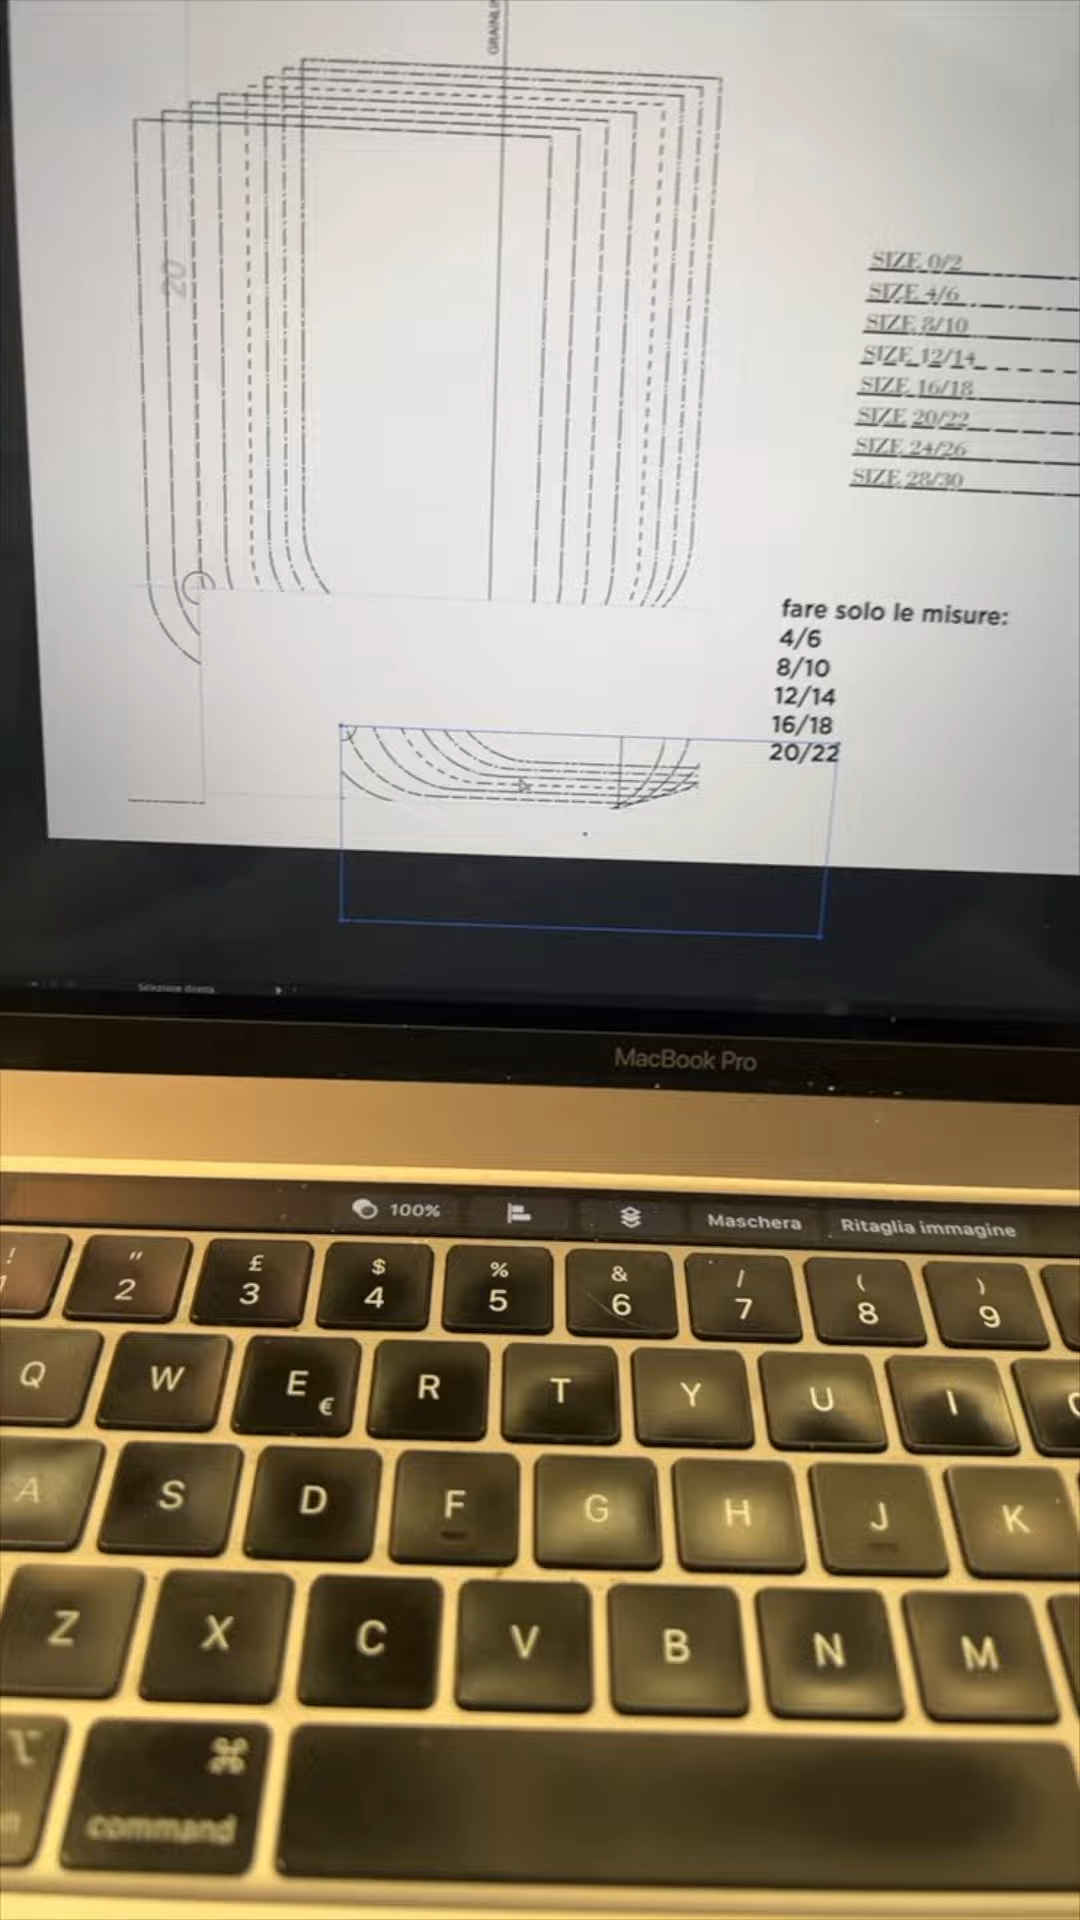 20
SIZE 0/2
SIZE 4/6
SIZE 8/10
SIZE 12/14
SIZE 16/18
SIZE 20/22
SIZE 24/26
SIZE 28/30
fare solo le misure:
4/6
8/10
12/14
16/18
20/22
Selezione diretta
MacBook Pro
100% Maschera Ritaglia immagine
! " £ $ % & / ( )
1 2 3 4 5 6 7 8 9
Q W E € R T Y U I
A S D F G H J K
Z X C V B N M
⌥ ⌘
command